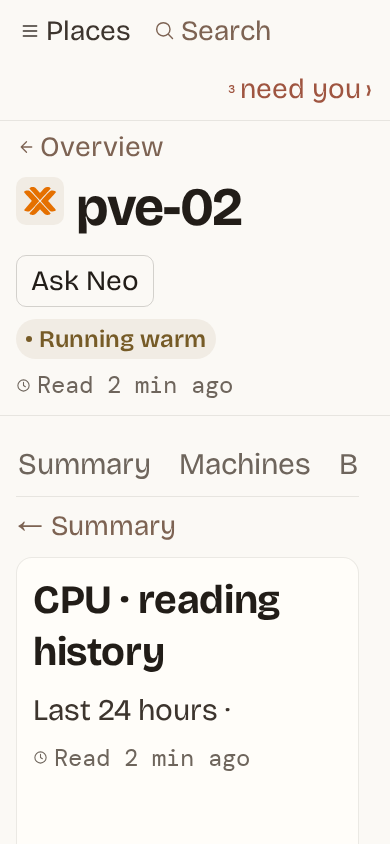 Places Search
3 need you ›
← Overview
pve-02
Ask Neo
• Running warm
Read 2 min ago
Summary Machines B
← Summary
CPU · reading
history
Last 24 hours ·
Read 2 min ago